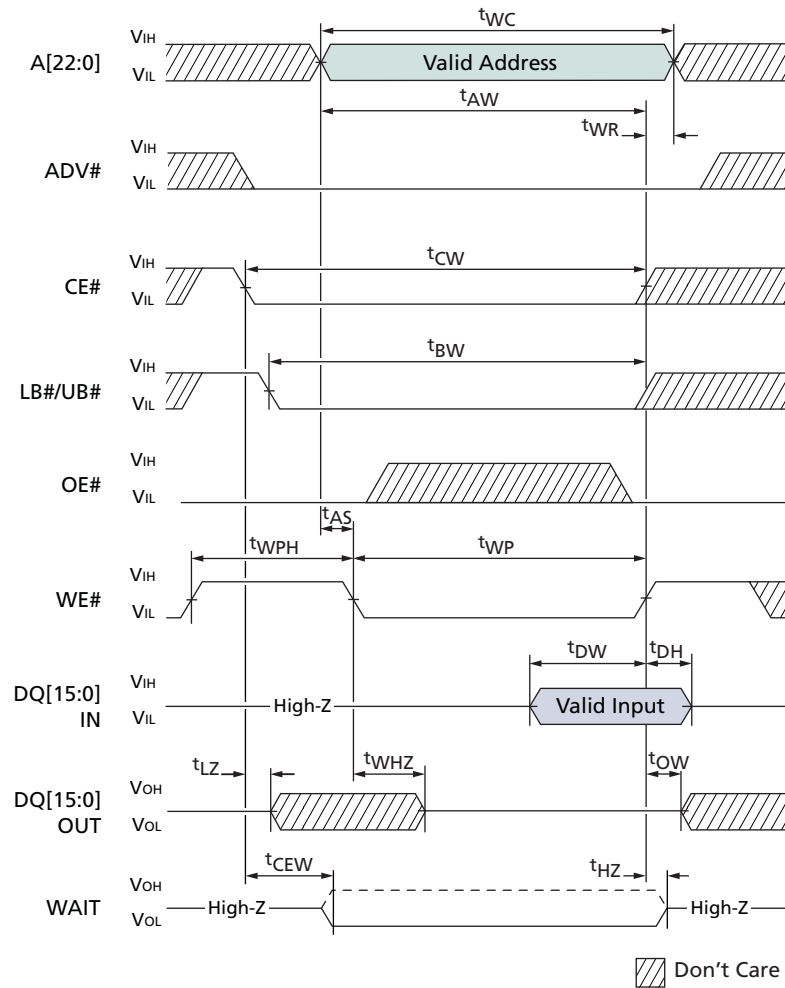 tWC
VIH
A[22:0]
Valid Address
VIL
tAW
tWR
VIH
ADV#
VIL
tCW
VIH
CE#
VIL
tBW
VIH
LB#/UB#
VIL
VIH
OE#
VIL
tAS
tWPH
tWP
VIH
WE#
VIL
tDW
tDH
VIH
DQ[15:0]
IN
High-Z
Valid Input
VIL
tLZ
tWHZ
tOW
VOH
DQ[15:0]
OUT
VOL
tCEW
tHZ
VOH
WAIT
High-Z
High-Z
VOL
Don't Care